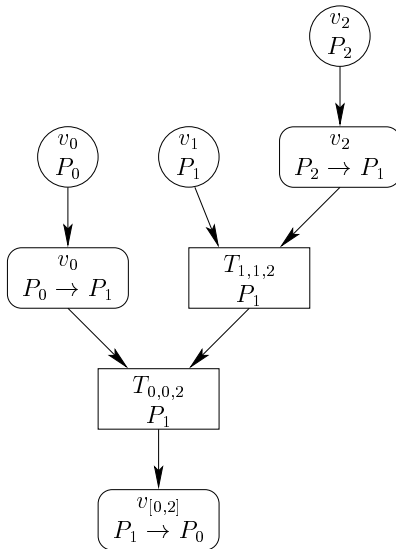 v_2
P_2
v_0
P_0
v_1
P_1
v_2
P_2 → P_1
v_0
P_0 → P_1
T_{1,1,2}
P_1
T_{0,0,2}
P_1
v_{[0,2]}
P_1 → P_0